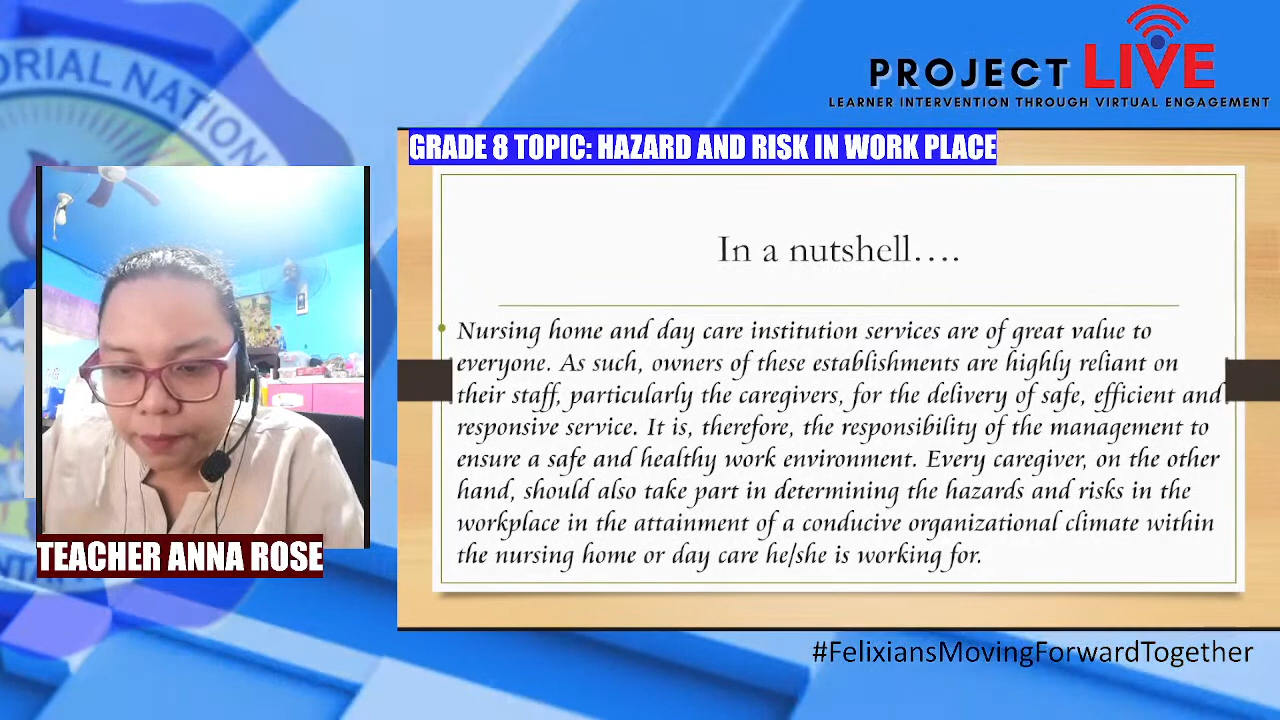 PROJECT LIVE
LEARNER INTERVENTION THROUGH VIRTUAL ENGAGEMENT
GRADE 8 TOPIC: HAZARD AND RISK IN WORK PLACE
In a nutshell….
• Nursing home and day care institution services are of great value to
everyone. As such, owners of these establishments are highly reliant on
their staff, particularly the caregivers, for the delivery of safe, efficient and
responsive service. It is, therefore, the responsibility of the management to
ensure a safe and healthy work environment. Every caregiver, on the other
hand, should also take part in determining the hazards and risks in the
workplace in the attainment of a conducive organizational climate within
the nursing home or day care he/she is working for.
TEACHER ANNA ROSE
#FelixiansMovingForwardTogether